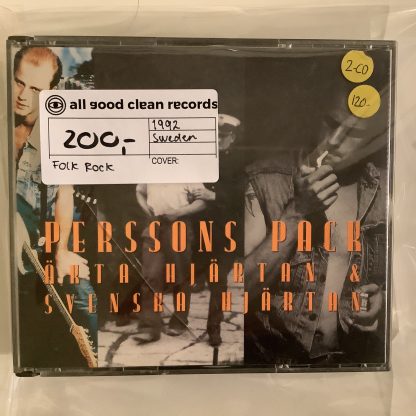 all good clean records
200,-
1992
Sweden
COVER:
FOLK ROCK
2-CD
120-
PERSSONS PACK
ÄKTA HJÄRTAN &
SVENSKA HJÄRTAN